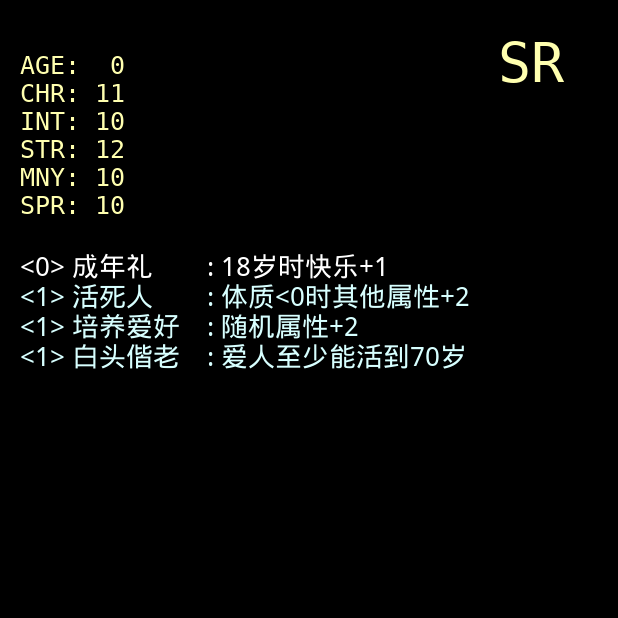 SR
AGE: 0
CHR: 11
INT: 10
STR: 12
MNY: 10
SPR: 10
<0> 成年礼 : 18岁时快乐+1
<1> 活死人 : 体质<0时其他属性+2
<1> 培养爱好 : 随机属性+2
<1> 白头偕老 : 爱人至少能活到70岁